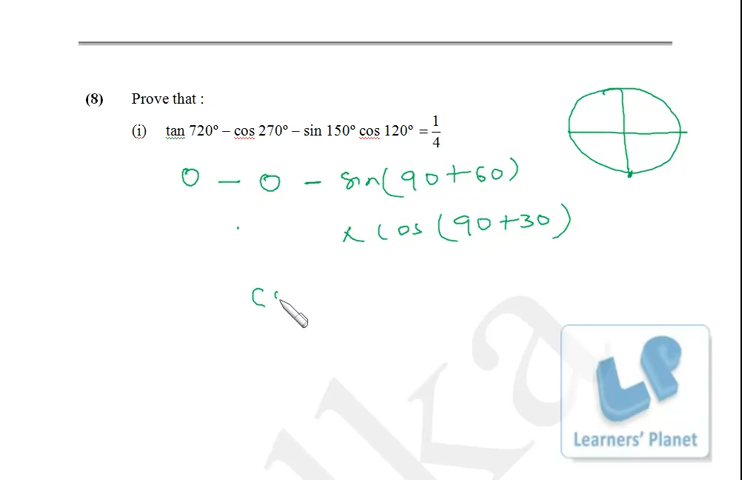 (8) Prove that :
(i) tan 720° – cos 270° – sin 150° cos 120° = 1/4
0 – 0 – sin(90+60)
x cos (90+30)
LP
Learners' Planet